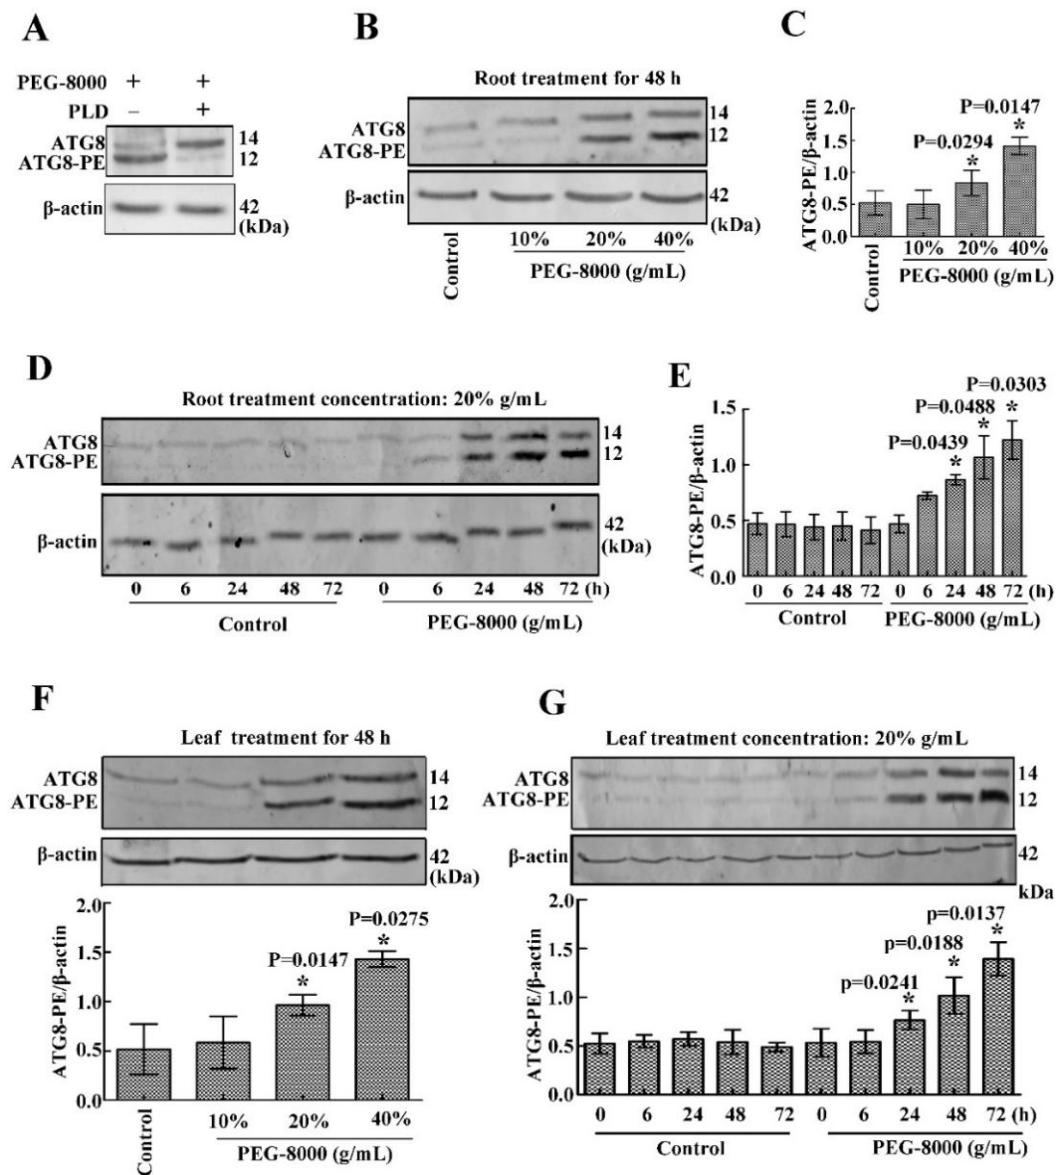 A
PEG-8000 + +
PLD – +
ATG8 14
ATG8-PE 12
β-actin 42
(kDa)
B
Root treatment for 48 h
ATG8 14
ATG8-PE 12
β-actin 42
(kDa)
Control 10% 20% 40%
PEG-8000 (g/mL)
C
ATG8-PE/β-actin
2.0
1.5
1.0
0.5
0.0
P=0.0147
*
P=0.0294
*
Control 10% 20% 40%
PEG-8000 (g/mL)
D
Root treatment concentration: 20% g/mL
ATG8 14
ATG8-PE 12
β-actin 42
(kDa)
0 6 24 48 72 0 6 24 48 72 (h)
Control PEG-8000 (g/mL)
E
ATG8-PE/β-actin
1.5
1.0
0.5
0.0
P=0.0303
*
P=0.0488
*
P=0.0439
*
0 6 24 48 72 0 6 24 48 72 (h)
Control PEG-8000 (g/mL)
F
Leaf treatment for 48 h
ATG8 14
ATG8-PE 12
β-actin 42
(kDa)
ATG8-PE/β-actin
2.0
1.5
1.0
0.5
0.0
P=0.0275
*
P=0.0147
*
Control 10% 20% 40%
PEG-8000 (g/mL)
G
Leaf treatment concentration: 20% g/mL
ATG8 14
ATG8-PE 12
β-actin 42
kDa
ATG8-PE/β-actin
2.0
1.5
1.0
0.5
0.0
p=0.0137
*
p=0.0188
*
p=0.0241
*
0 6 24 48 72 0 6 24 48 72 (h)
Control PEG-8000 (g/mL)